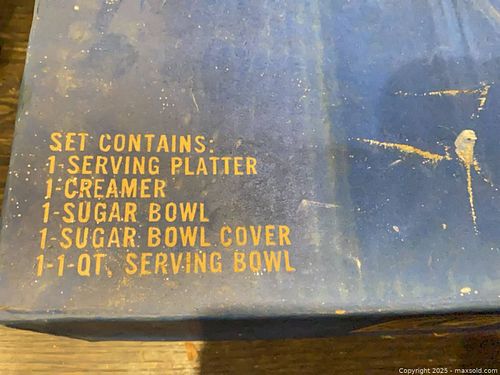 SET CONTAINS:
1-SERVING PLATTER
1-CREAMER
1-SUGAR BOWL
1-SUGAR BOWL COVER
1-1-QT. SERVING BOWL
Copyright 2025 - maxsold.com